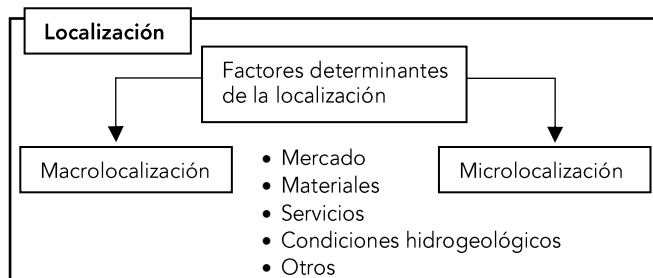 Localización
Factores determinantes
de la localización
Macrolocalización
Microlocalización
• Mercado
• Materiales
• Servicios
• Condiciones hidrogeológicos
• Otros